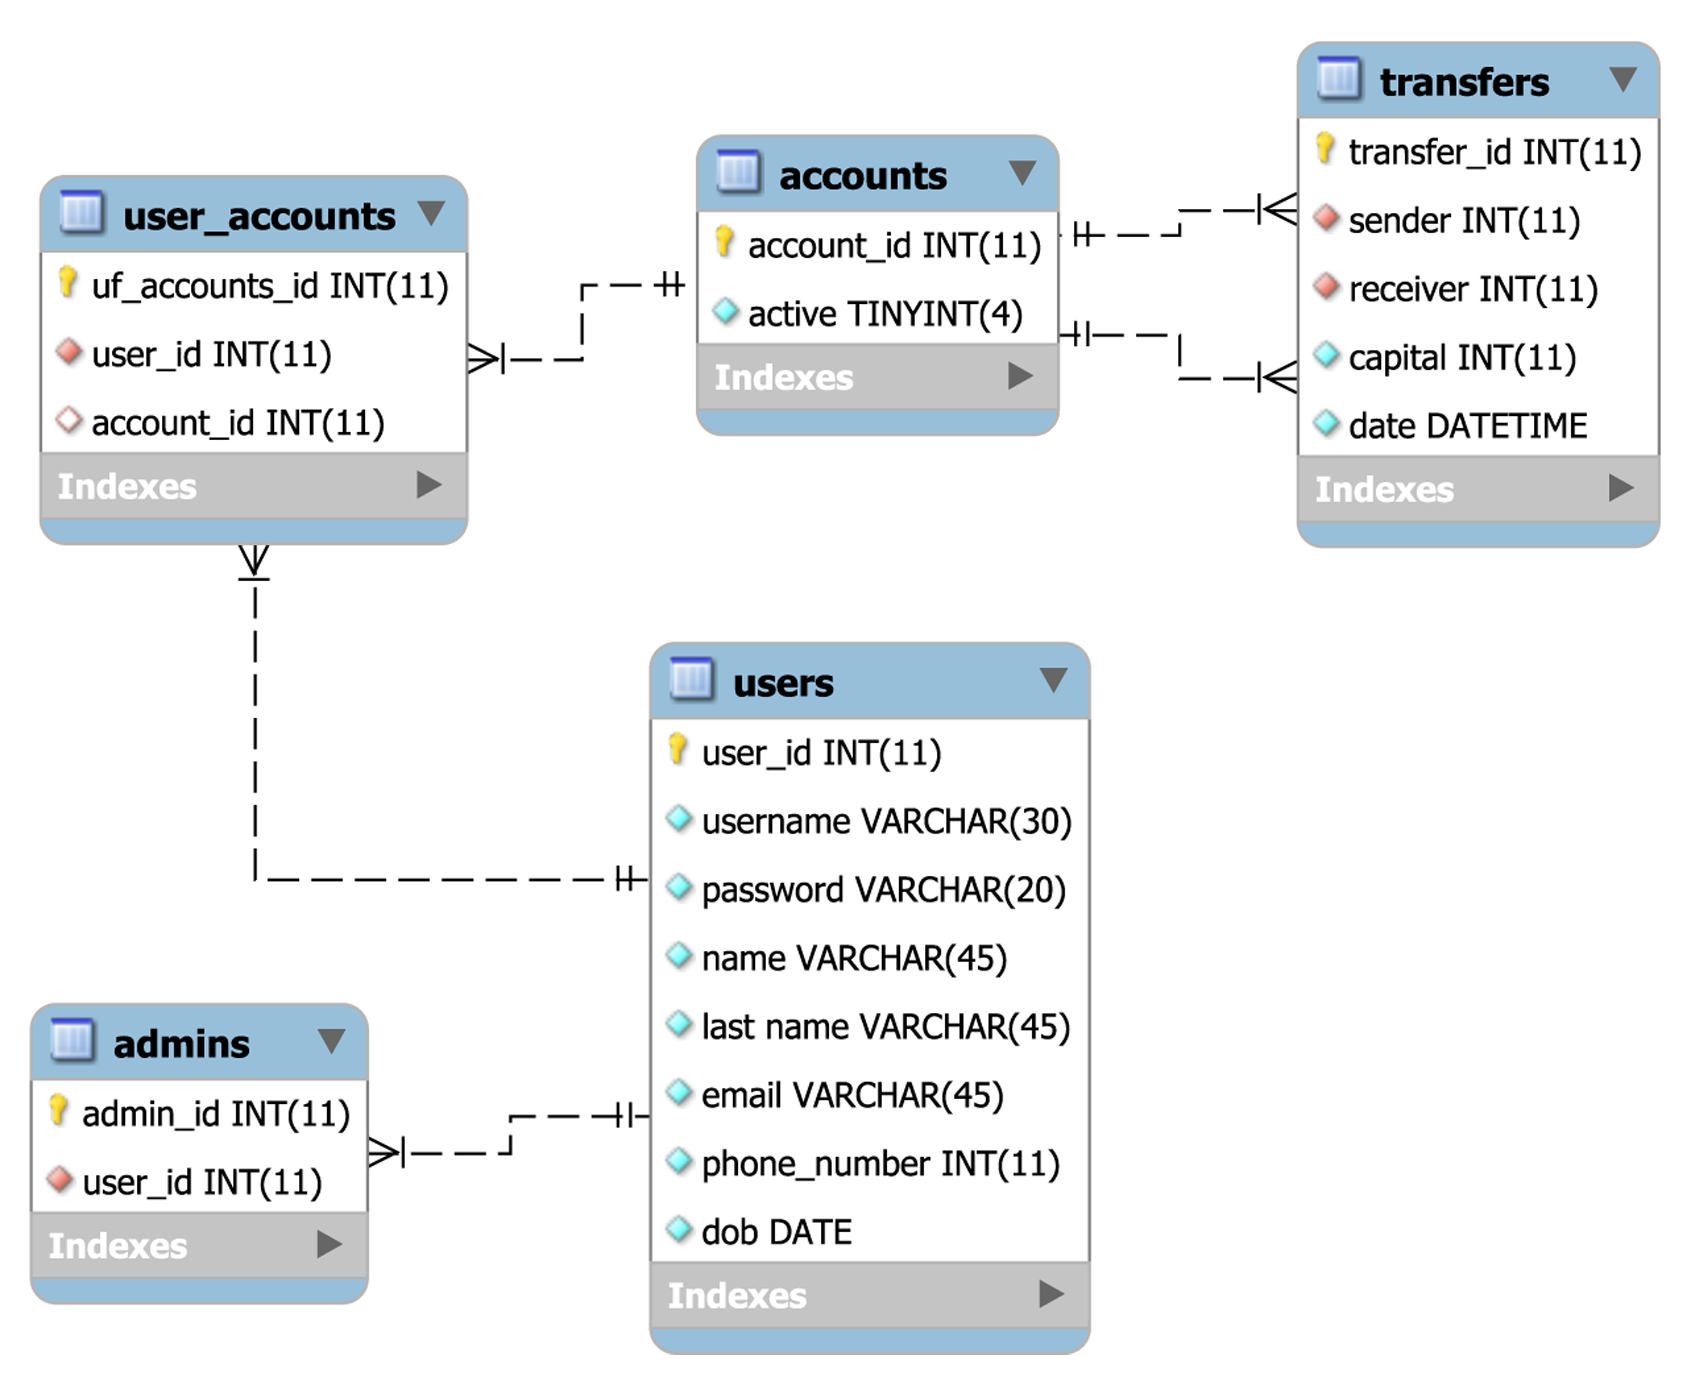 user_accounts
uf_accounts_id INT(11)
user_id INT(11)
account_id INT(11)
Indexes
accounts
account_id INT(11)
active TINYINT(4)
Indexes
transfers
transfer_id INT(11)
sender INT(11)
receiver INT(11)
capital INT(11)
date DATETIME
Indexes
users
user_id INT(11)
username VARCHAR(30)
password VARCHAR(20)
name VARCHAR(45)
last name VARCHAR(45)
email VARCHAR(45)
phone_number INT(11)
dob DATE
Indexes
admins
admin_id INT(11)
user_id INT(11)
Indexes